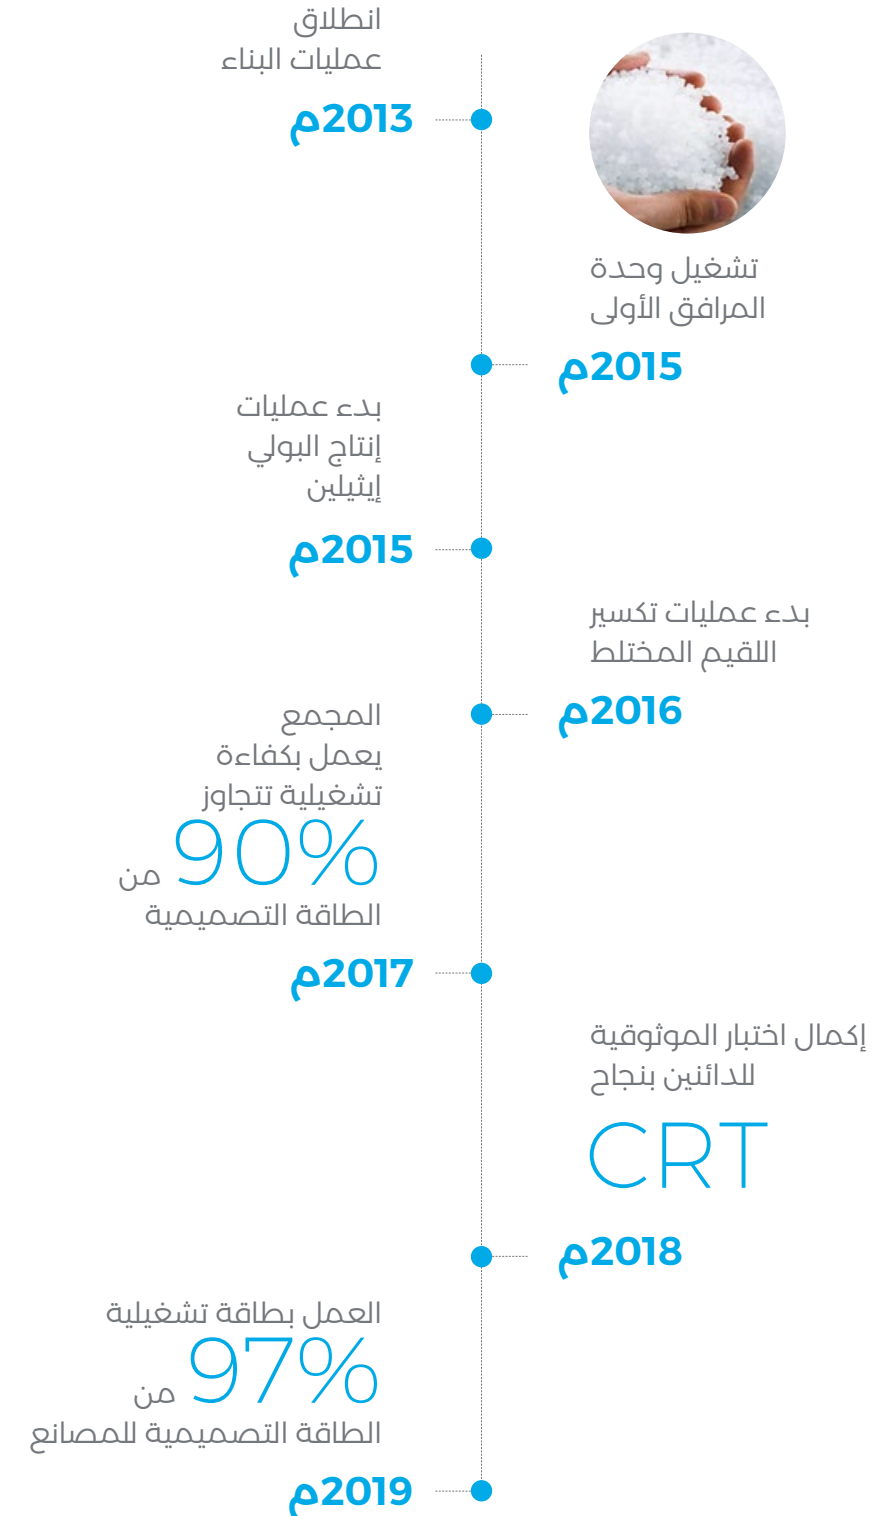 انطلاق
عمليات البناء
2013م
تشغيل وحدة
المرافق الأولى
2015م
بدء عمليات
إنتاج البولي
إيثيلين
2015م
بدء عمليات تكسير
اللقيم المختلط
2016م
المجمع
يعمل بكفاءة
تشغيلية تتجاوز
90% من
الطاقة التصميمية
2017م
إكمال اختبار الموثوقية
للدائنين بنجاح
CRT
2018م
العمل بطاقة تشغيلية
97% من
الطاقة التصميمية للمصانع
2019م